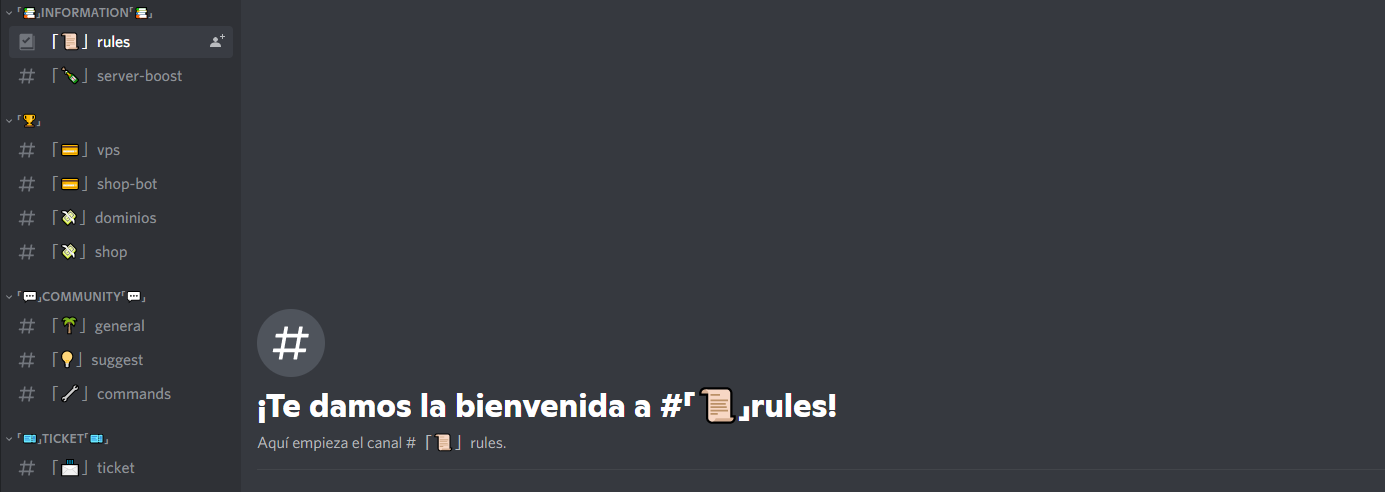 「📚」INFORMATION「📚」
「📜」rules
# 「🍾」server-boost
「🏆」
# 「💳」vps
# 「💳」shop-bot
# 「💸」dominios
# 「💸」shop
「💬」COMMUNITY「💬」
# 「🌴」general
# 「💡」suggest
# 「🔧」commands
「🎟」TICKET「🎟」
# 「📩」ticket
#
¡Te damos la bienvenida a #「📜」rules!
Aquí empieza el canal # 「📜」 rules.